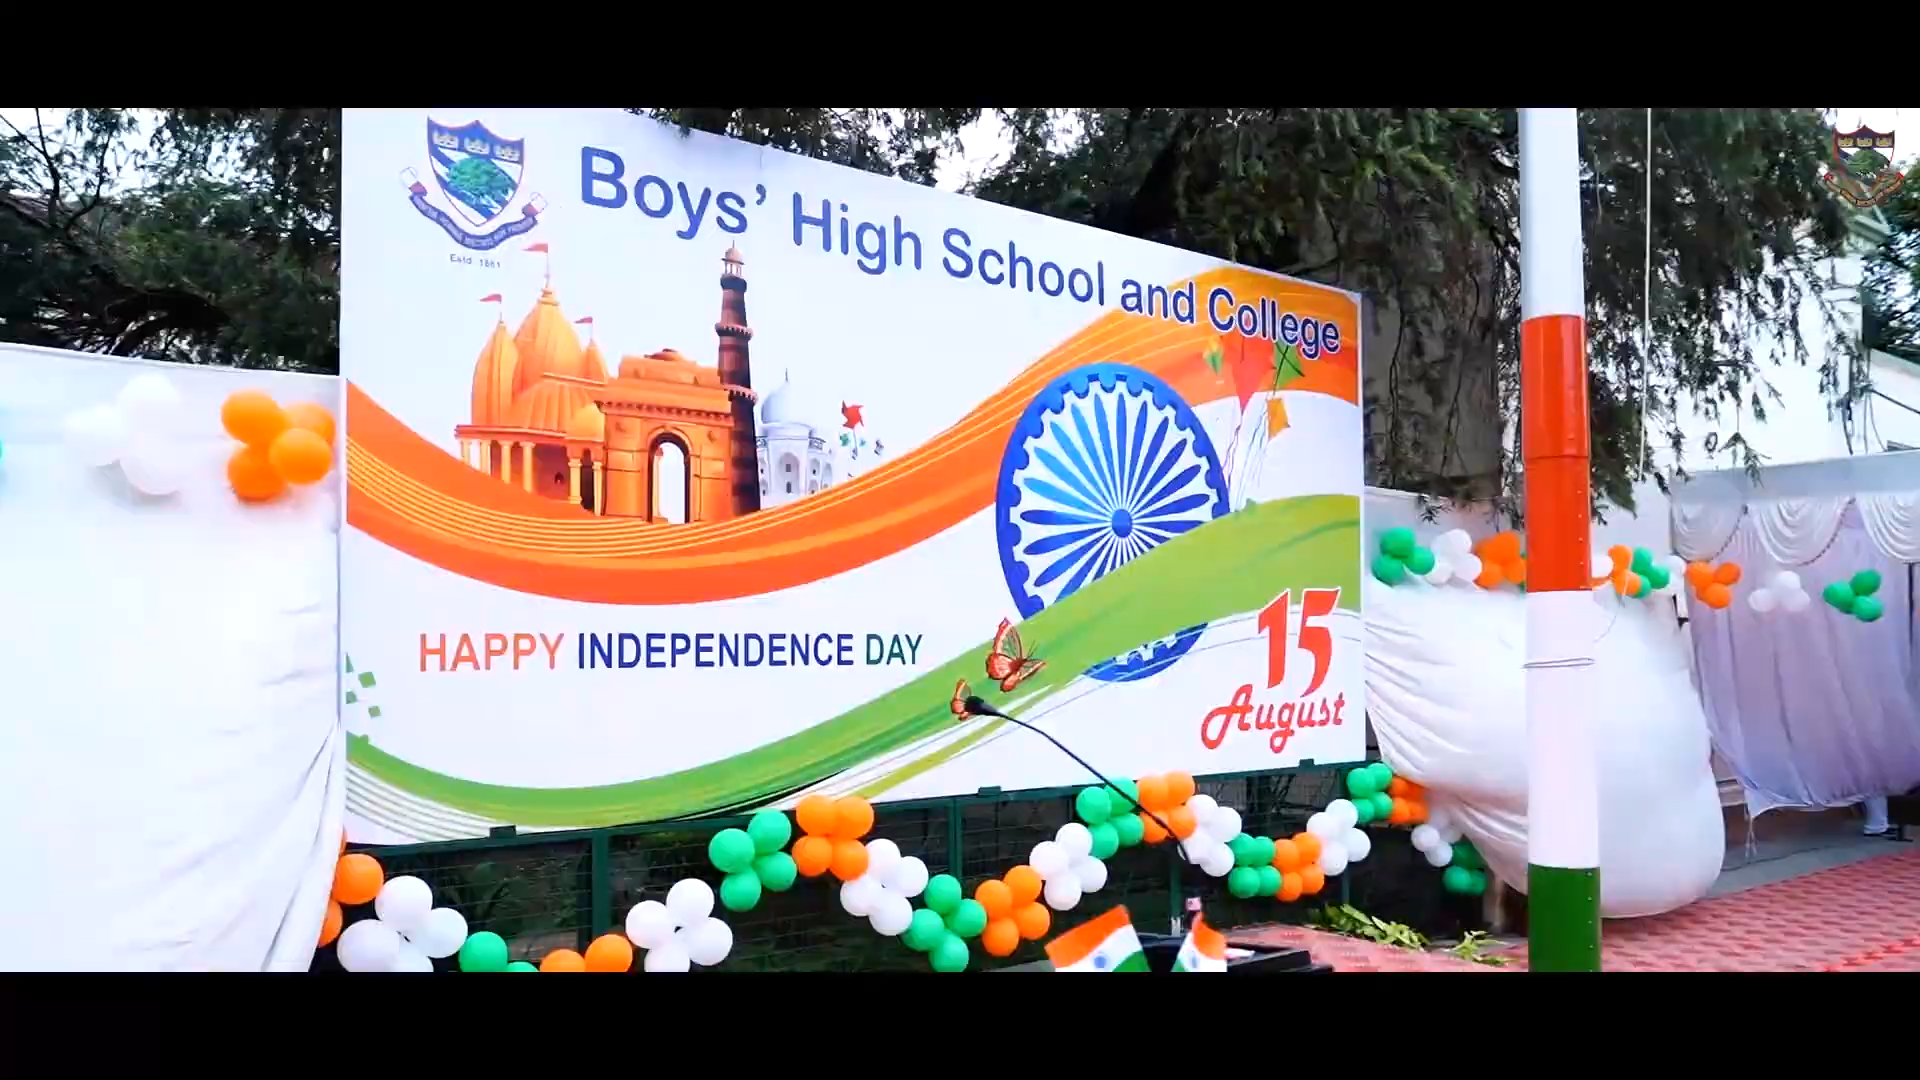 Boys' High School and College
Estd. 1861
HAPPY INDEPENDENCE DAY
15
August